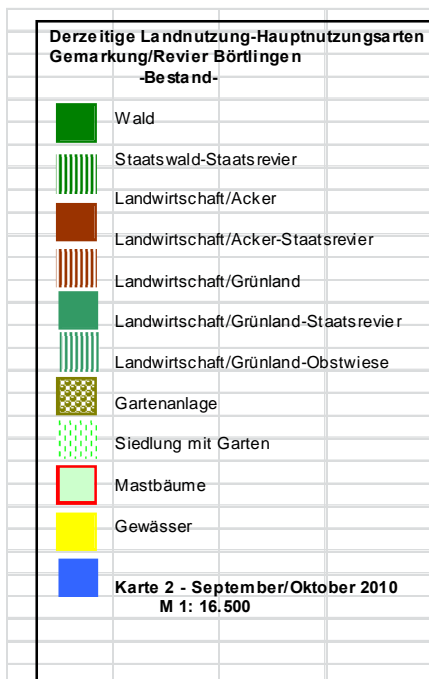 Derzeitige Landnutzung-Hauptnutzungsarten
Gemarkung/Revier Börtlingen
-Bestand-
Wald
Staatswald-Staatsrevier
Landwirtschaft/Acker
Landwirtschaft/Acker-Staatsrevier
Landwirtschaft/Grünland
Landwirtschaft/Grünland-Staatsrevier
Landwirtschaft/Grünland-Obstwiese
Gartenanlage
Siedlung mit Garten
Mastbäume
Gewässer
Karte 2 - September/Oktober 2010
M 1: 16.500